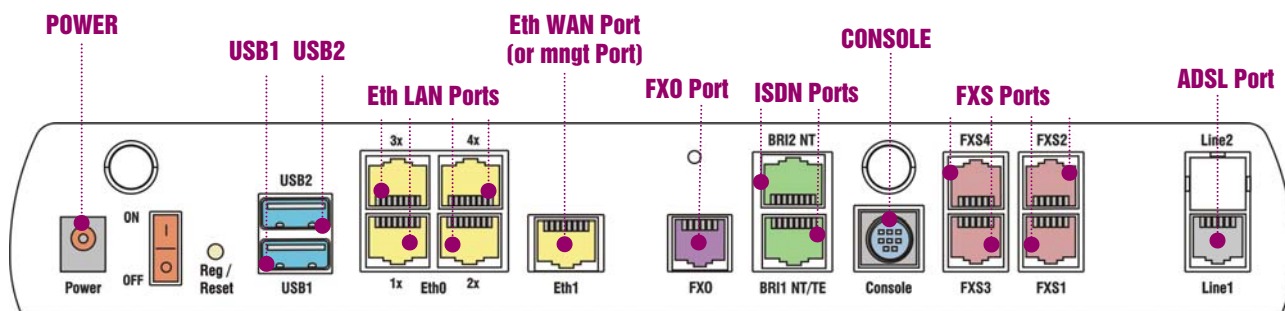 POWER
USB1 USB2
Eth LAN Ports
Eth WAN Port
(or mngt Port)
FXO Port
ISDN Ports
CONSOLE
FXS Ports
ADSL Port
3x 4x
BRI2 NT
FXS4 FXS2
Line2
USB2
ON
OFF
Power
Reg /
Reset
USB1
1x Eth0 2x
Eth1
FXO
BRI1 NT/TE
Console
FXS3 FXS1
Line1